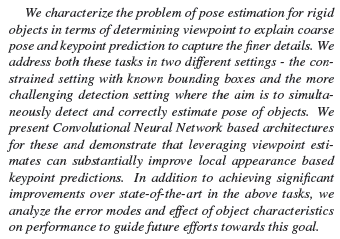 We characterize the problem of pose estimation for rigid
objects in terms of determining viewpoint to explain coarse
pose and keypoint prediction to capture the finer details. We
address both these tasks in two different settings - the con-
strained setting with known bounding boxes and the more
challenging detection setting where the aim is to simulta-
neously detect and correctly estimate pose of objects. We
present Convolutional Neural Network based architectures
for these and demonstrate that leveraging viewpoint esti-
mates can substantially improve local appearance based
keypoint predictions. In addition to achieving significant
improvements over state-of-the-art in the above tasks, we
analyze the error modes and effect of object characteristics
on performance to guide future efforts towards this goal.